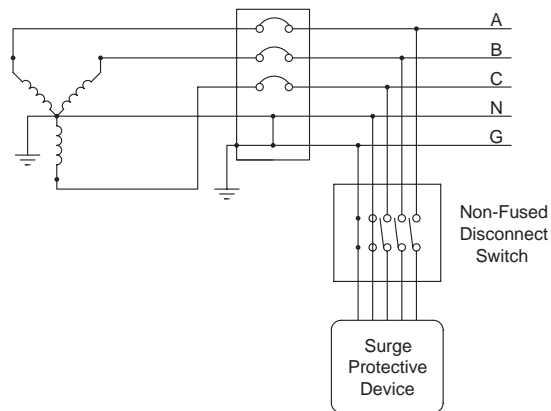 A
B
C
N
G
Non-Fused
Disconnect
Switch
Surge
Protective
Device